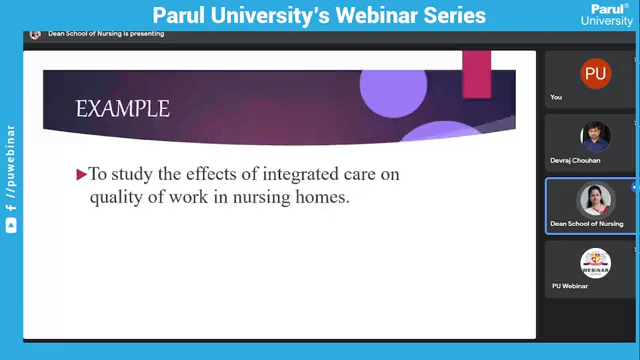 Parul University's Webinar Series
Parul®
University
Dean School of Nursing is presenting
EXAMPLE
To study the effects of integrated care on
quality of work in nursing homes.
PU
You
Devraj Chouhan
Dean School of Nursing
WEBINAR
PU Webinar
f //puwebinar